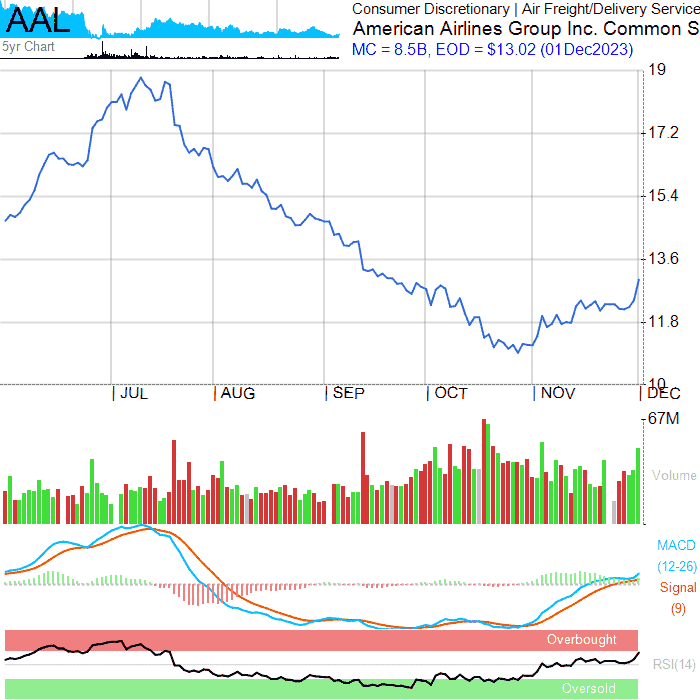 AAL
5yr Chart
Consumer Discretionary | Air Freight/Delivery Service
American Airlines Group Inc. Common S
MC = 8.5B, EOD = $13.02 (01Dec2023)
19
17.2
15.4
13.6
11.8
10
JUL AUG SEP OCT NOV DEC
67M
Volume
MACD
(12-26)
Signal
(9)
Overbought
RSI(14)
Oversold